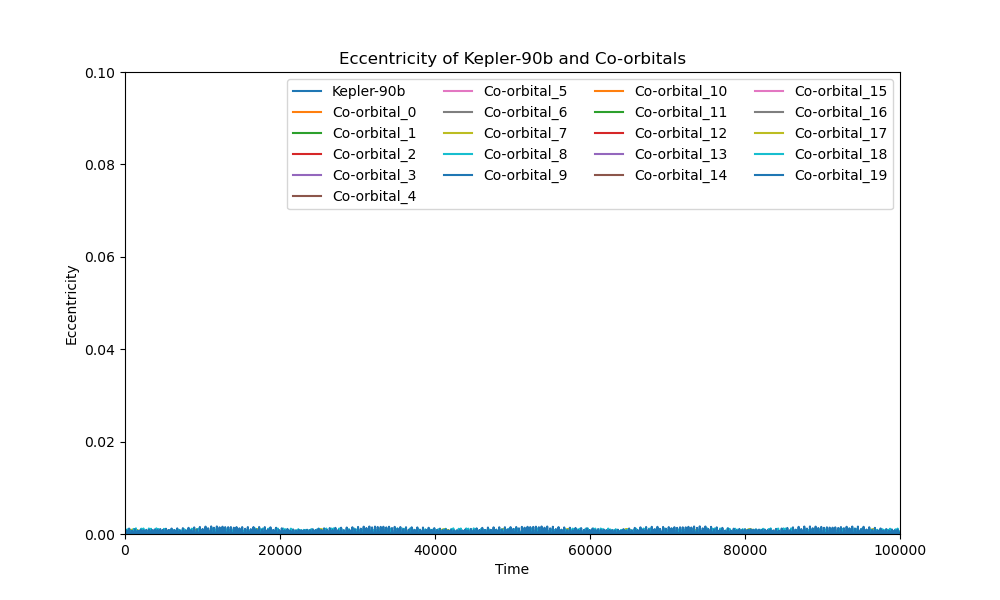 Eccentricity of Kepler-90b and Co-orbitals
Kepler-90b
Co-orbital_0
Co-orbital_1
Co-orbital_2
Co-orbital_3
Co-orbital_4
Co-orbital_5
Co-orbital_6
Co-orbital_7
Co-orbital_8
Co-orbital_9
Co-orbital_10
Co-orbital_11
Co-orbital_12
Co-orbital_13
Co-orbital_14
Co-orbital_15
Co-orbital_16
Co-orbital_17
Co-orbital_18
Co-orbital_19
Eccentricity
0.10
0.08
0.06
0.04
0.02
0.00
0
20000
40000
60000
80000
100000
Time